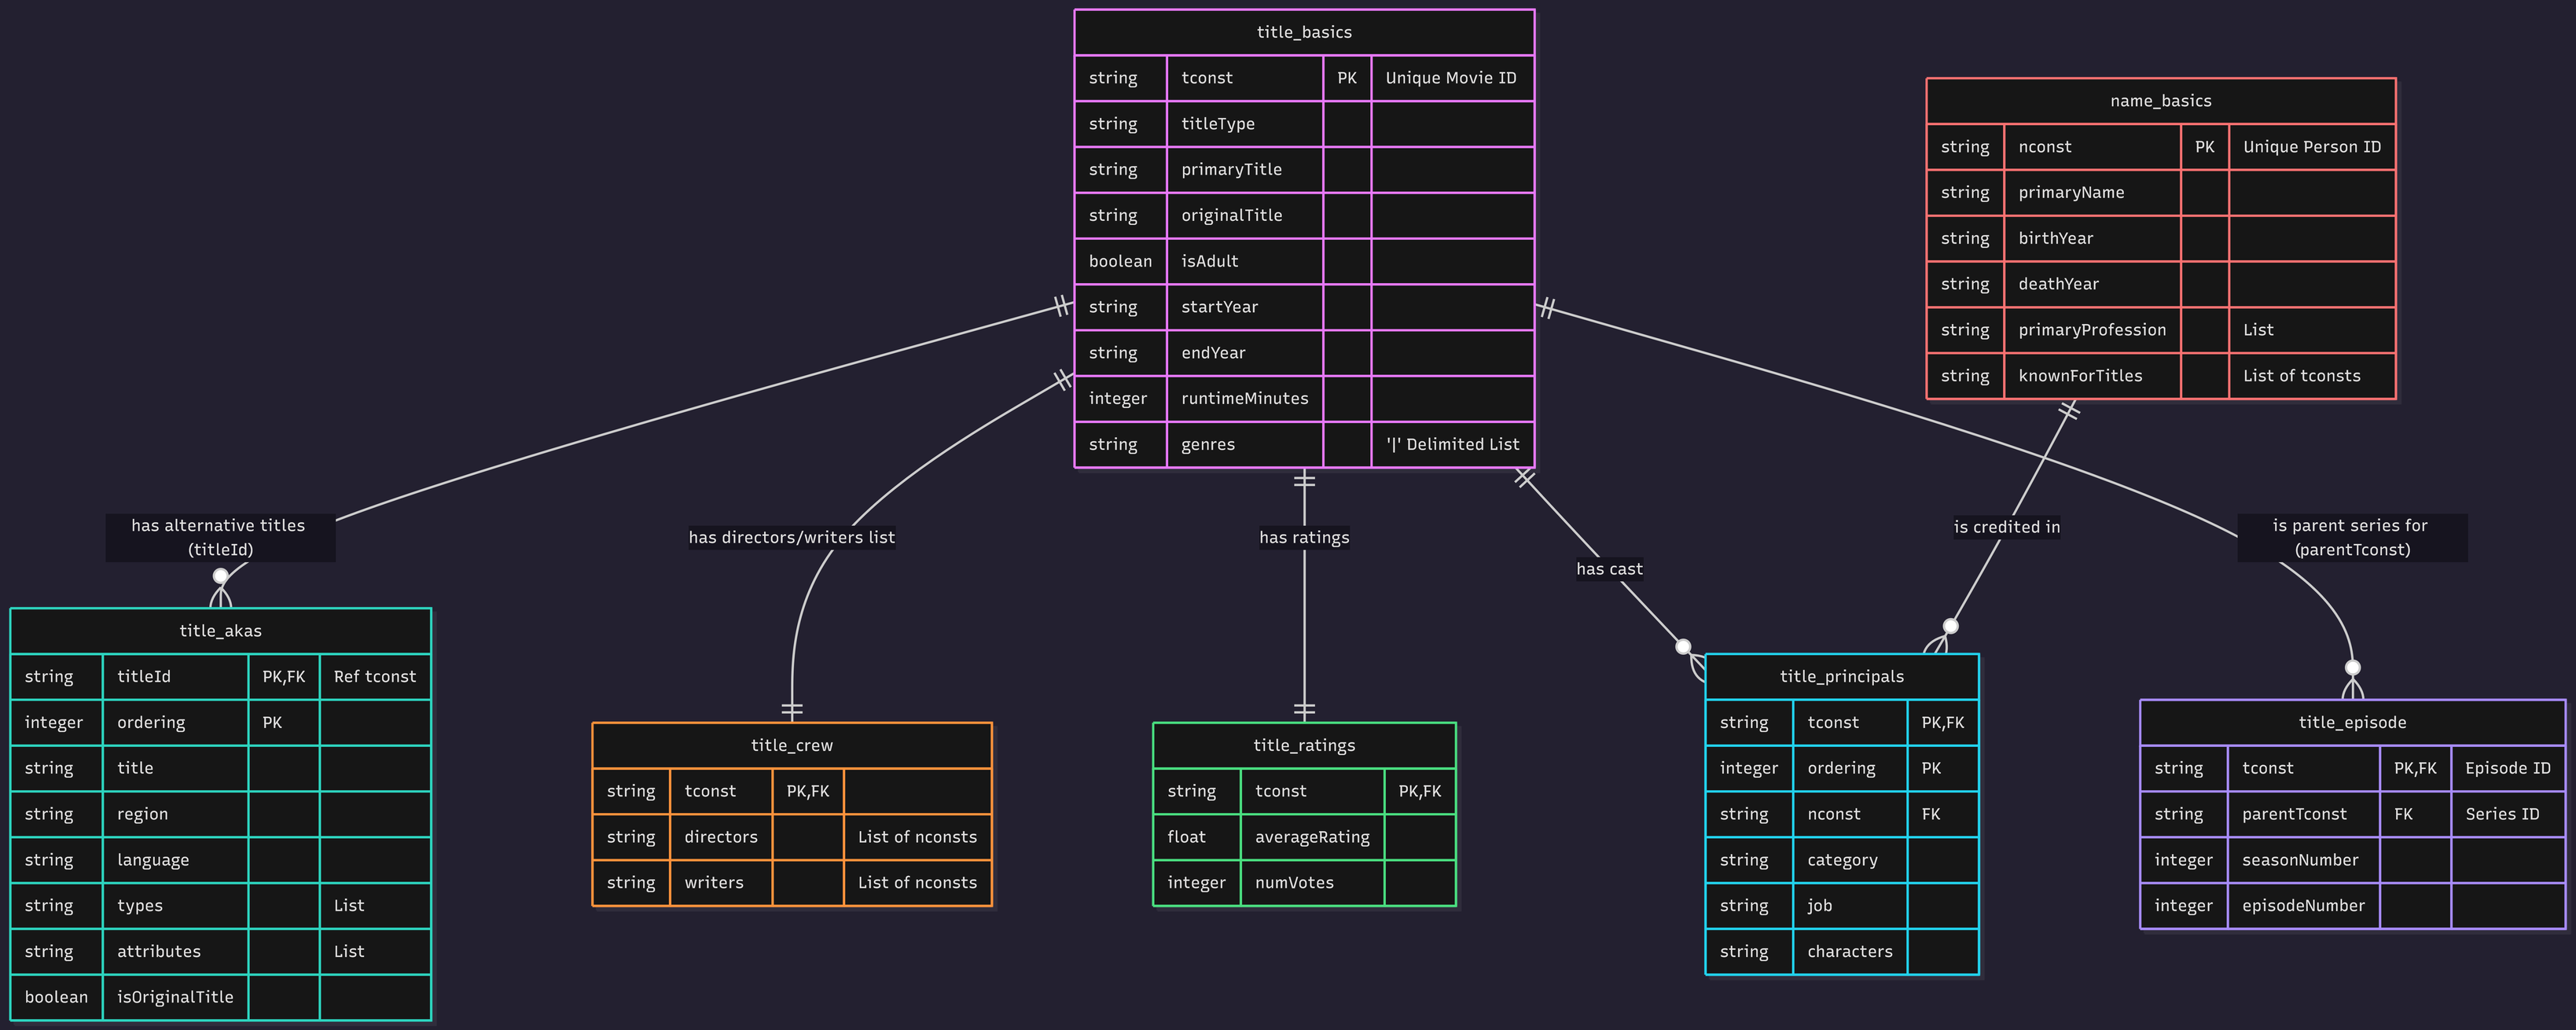 title_basics
string tconst PK Unique Movie ID
string titleType
string primaryTitle
string originalTitle
boolean isAdult
string startYear
string endYear
integer runtimeMinutes
string genres '|' Delimited List
name_basics
string nconst PK Unique Person ID
string primaryName
string birthYear
string deathYear
string primaryProfession List
string knownForTitles List of tconsts
has alternative titles
(titleId)
has directors/writers list
has ratings
has cast
is credited in
is parent series for
(parentTconst)
title_akas
string titleId PK,FK Ref tconst
integer ordering PK
string title
string region
string language
string types List
string attributes List
boolean isOriginalTitle
title_crew
string tconst PK,FK
string directors List of nconsts
string writers List of nconsts
title_ratings
string tconst PK,FK
float averageRating
integer numVotes
title_principals
string tconst PK,FK
integer ordering PK
string nconst FK
string category
string job
string characters
title_episode
string tconst PK,FK Episode ID
string parentTconst FK Series ID
integer seasonNumber
integer episodeNumber